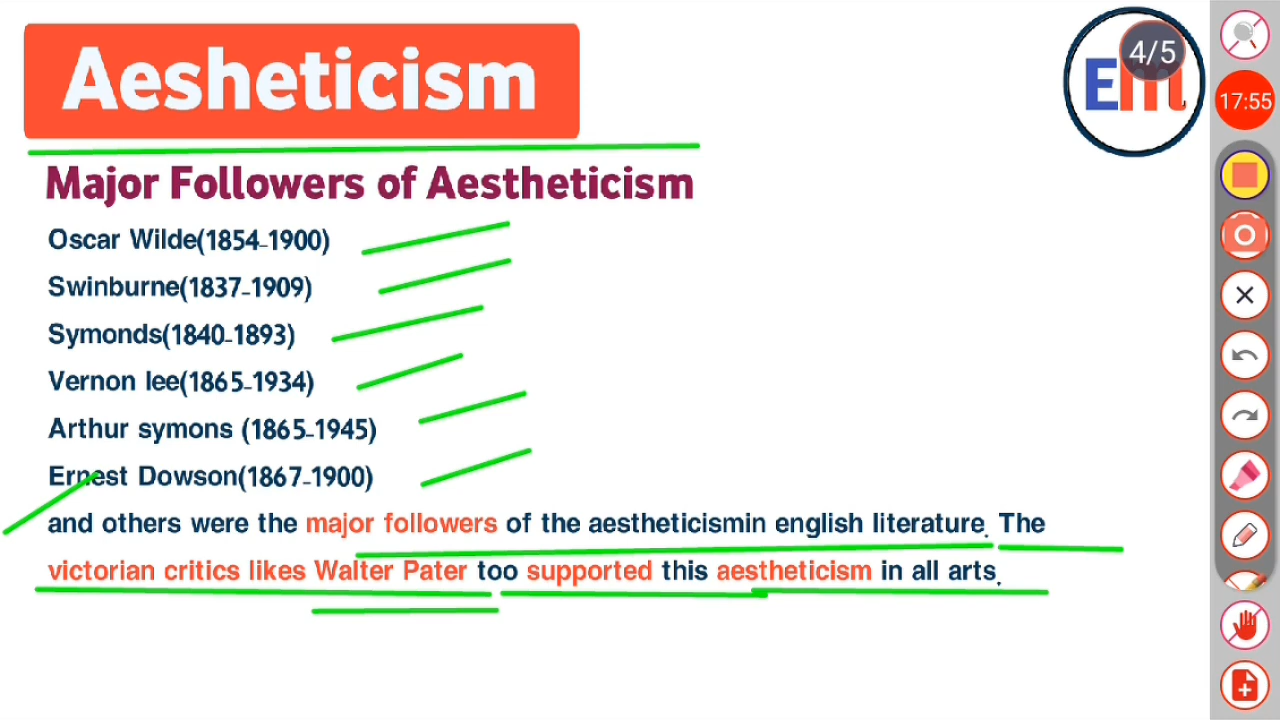 Aesheticism
Em
4/5
17:55
Major Followers of Aestheticism
Oscar Wilde(1854-1900)
Swinburne(1837-1909)
Symonds(1840-1893)
Vernon lee(1865-1934)
Arthur symons (1865-1945)
Ernest Dowson(1867-1900)
and others were the major followers of the aestheticismin english literature. The
victorian critics likes Walter Pater too supported this aestheticism in all arts.